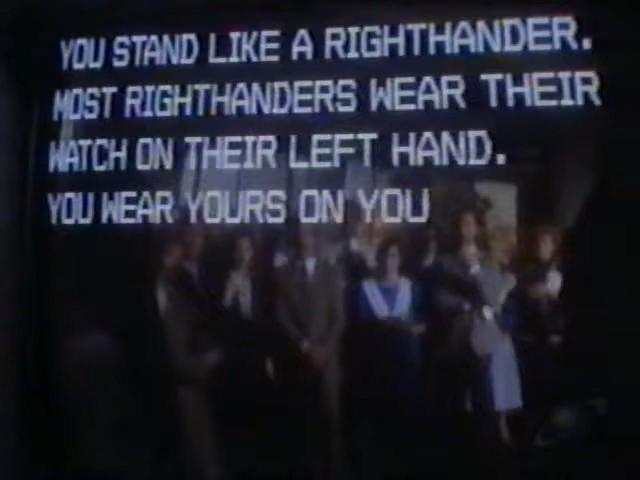 YOU STAND LIKE A RIGHTHANDER.
MOST RIGHTHANDERS WEAR THEIR
WATCH ON THEIR LEFT HAND.
YOU WEAR YOURS ON YOU